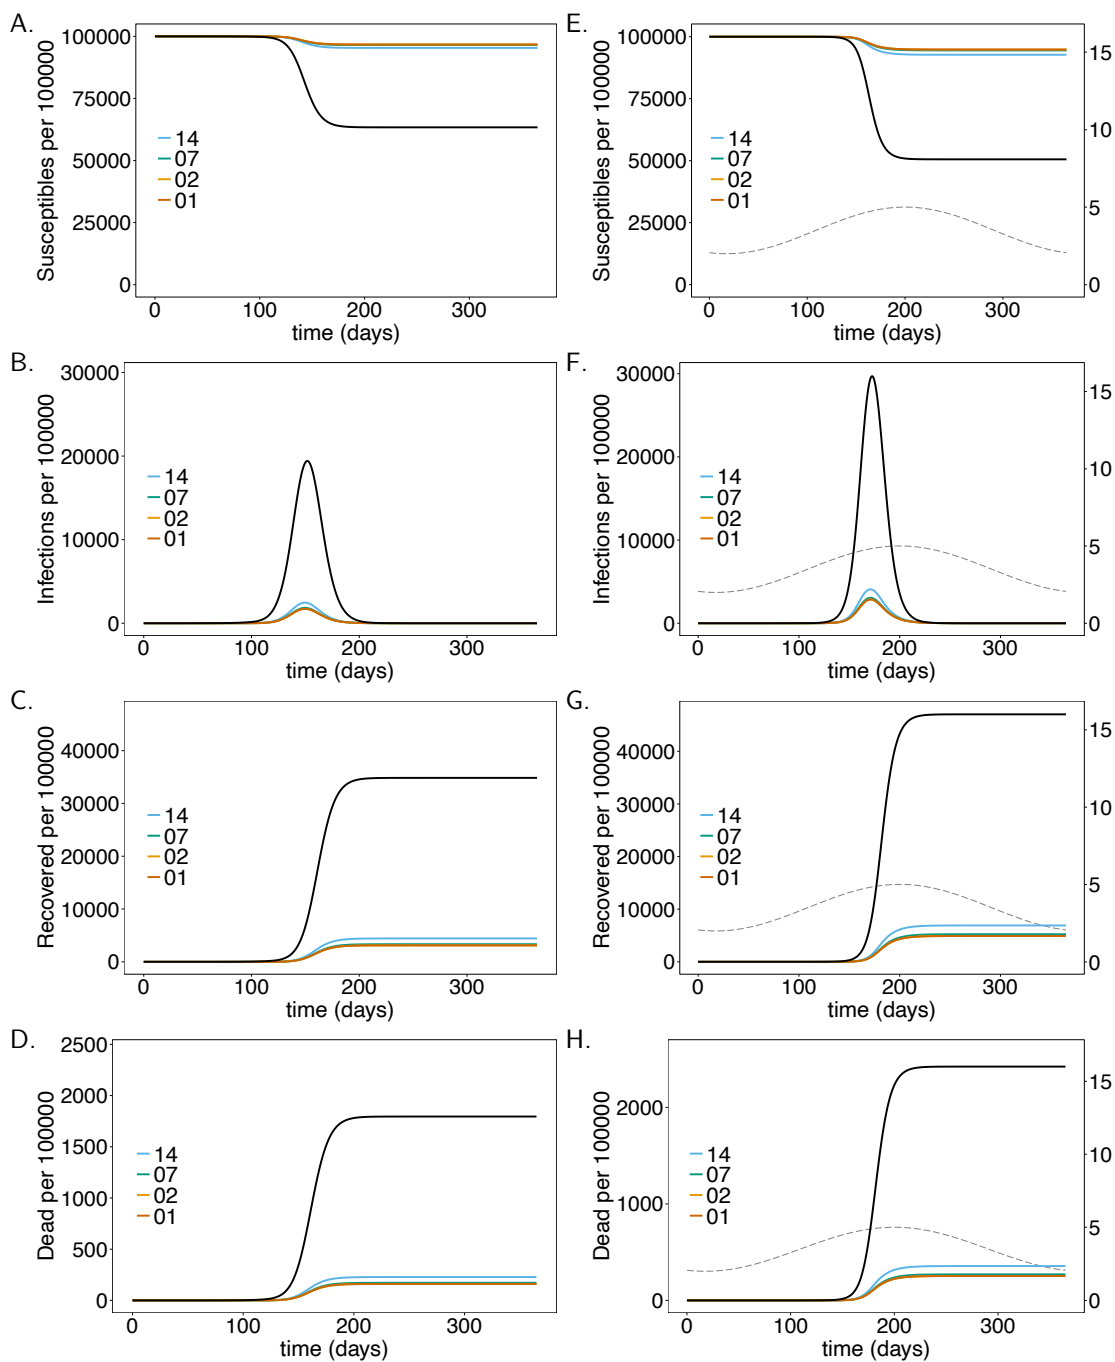 A.
Susceptibles per 100000
100000
75000
50000
25000
0
14
07
02
01
0 100 200 300
time (days)
E.
Susceptibles per 100000
100000
75000
50000
25000
0
14
07
02
01
15
10
5
0
0 100 200 300
time (days)
B.
Infections per 100000
30000
20000
10000
0
14
07
02
01
0 100 200 300
time (days)
F.
Infections per 100000
30000
20000
10000
0
14
07
02
01
15
10
5
0
0 100 200 300
time (days)
C.
Recovered per 100000
40000
30000
20000
10000
0
14
07
02
01
0 100 200 300
time (days)
G.
Recovered per 100000
40000
30000
20000
10000
0
14
07
02
01
15
10
5
0
0 100 200 300
time (days)
D.
Dead per 100000
2500
2000
1500
1000
500
0
14
07
02
01
0 100 200 300
time (days)
H.
Dead per 100000
2000
1000
0
14
07
02
01
15
10
5
0
0 100 200 300
time (days)